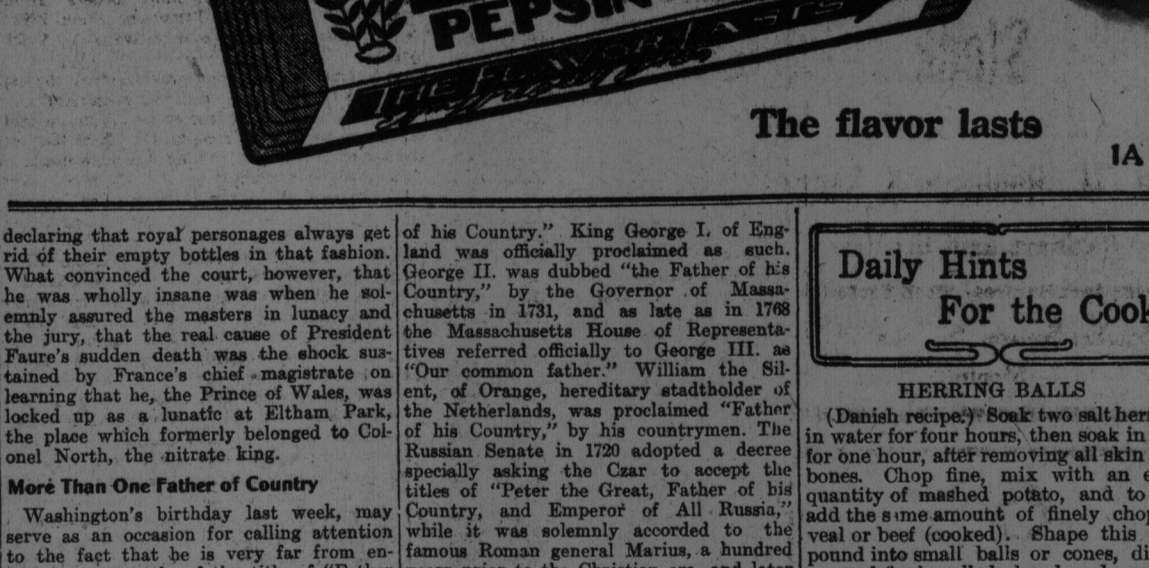 PEPSIN
THE FLAVOR LASTS
The flavor lasts
1A
declaring that royal personages always get
rid of their empty bottles in that fashion.
What convinced the court, however, that
he was wholly insane was when he sol-
emnly assured the masters in lunacy and
the jury, that the real cause of President
Faure's sudden death was the shock sus-
tained by France's chief magistrate on
learning that he, the Prince of Wales, was
locked up as a lunatic at Eltham Park,
the place which formerly belonged to Col-
onel North, the nitrate king.
More Than One Father of Country
Washington's birthday last week, may
serve as an occasion for calling attention
to the fact that he is very far from en-
of his Country." King George I. of Eng-
land was officially proclaimed as such.
George II. was dubbed "the Father of his
Country," by the Governor of Massa-
chusetts in 1731, and as late as in 1768
the Massachusetts House of Representa-
tives referred officially to George III. as
"Our common father." William the Sil-
ent, of Orange, hereditary stadtholder of
the Netherlands, was proclaimed "Father
of his Country," by his countrymen. The
Russian Senate in 1720 adopted a decree
specially asking the Czar to accept the
titles of "Peter the Great, Father of his
Country, and Emperor of All Russia,"
while it was solemnly accorded to the
famous Roman general Marius, a hundred
years prior to the Christian era, and later
Daily Hints
For the Cook
HERRING BALLS
(Danish recipe.) Soak two salt her
in water for four hours, then soak in
for one hour, after removing all skin
bones. Chop fine, mix with an e
quantity of mashed potato, and to
add the same amount of finely cho
veal or beef (cooked). Shape this
pound into small balls or cones, di